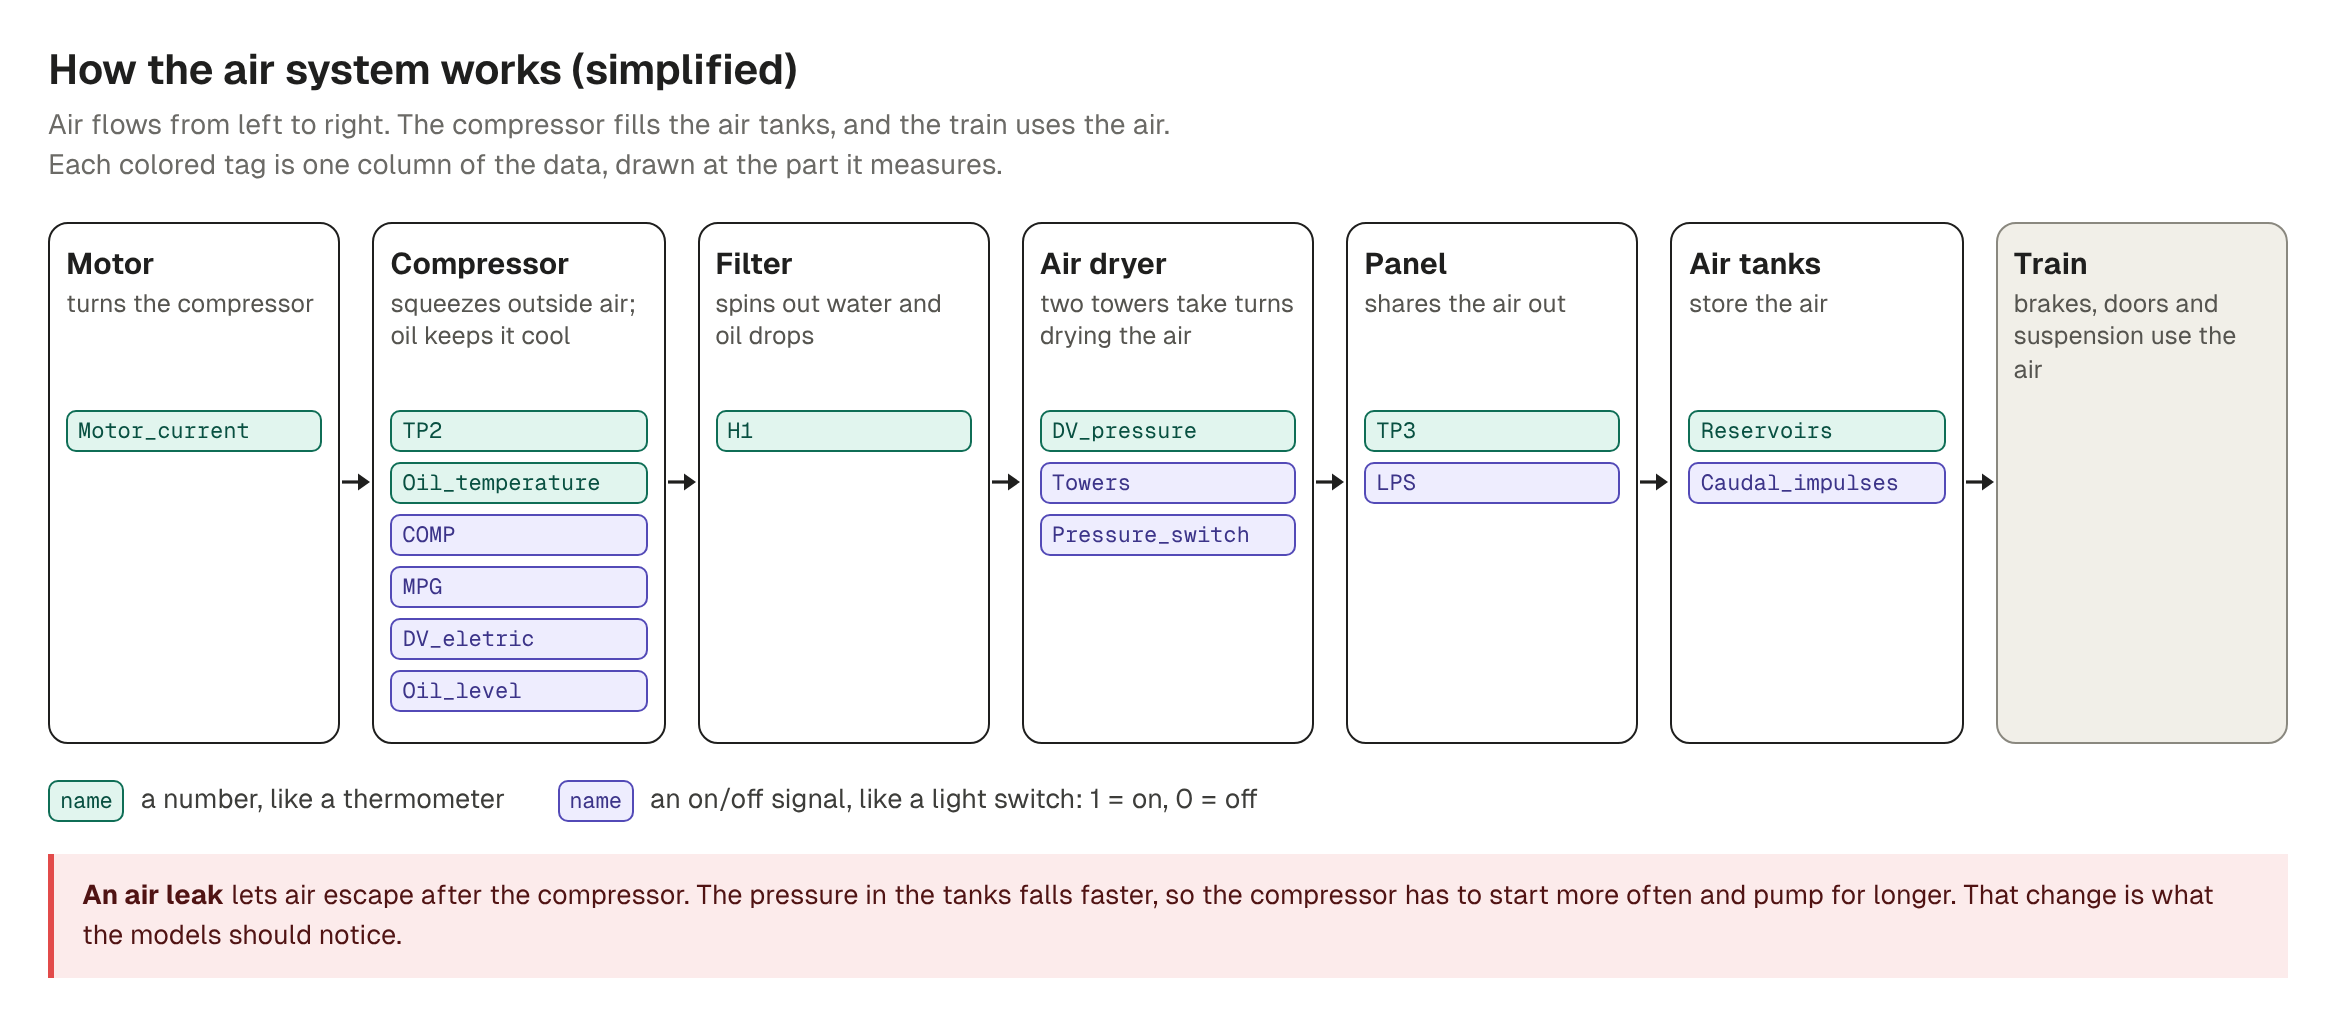 How the air system works (simplified)
Air flows from left to right. The compressor fills the air tanks, and the train uses the air.
Each colored tag is one column of the data, drawn at the part it measures.
Motor
turns the compressor
Motor_current
Compressor
squeezes outside air;
oil keeps it cool
TP2
Oil_temperature
COMP
MPG
DV_eletric
Oil_level
Filter
spins out water and
oil drops
H1
Air dryer
two towers take turns
drying the air
DV_pressure
Towers
Pressure_switch
Panel
shares the air out
TP3
LPS
Air tanks
store the air
Reservoirs
Caudal_impulses
Train
brakes, doors and
suspension use the
air
name a number, like a thermometer
name an on/off signal, like a light switch: 1 = on, 0 = off
An air leak lets air escape after the compressor. The pressure in the tanks falls faster, so the compressor has to start more often and pump for longer. That change is what
the models should notice.